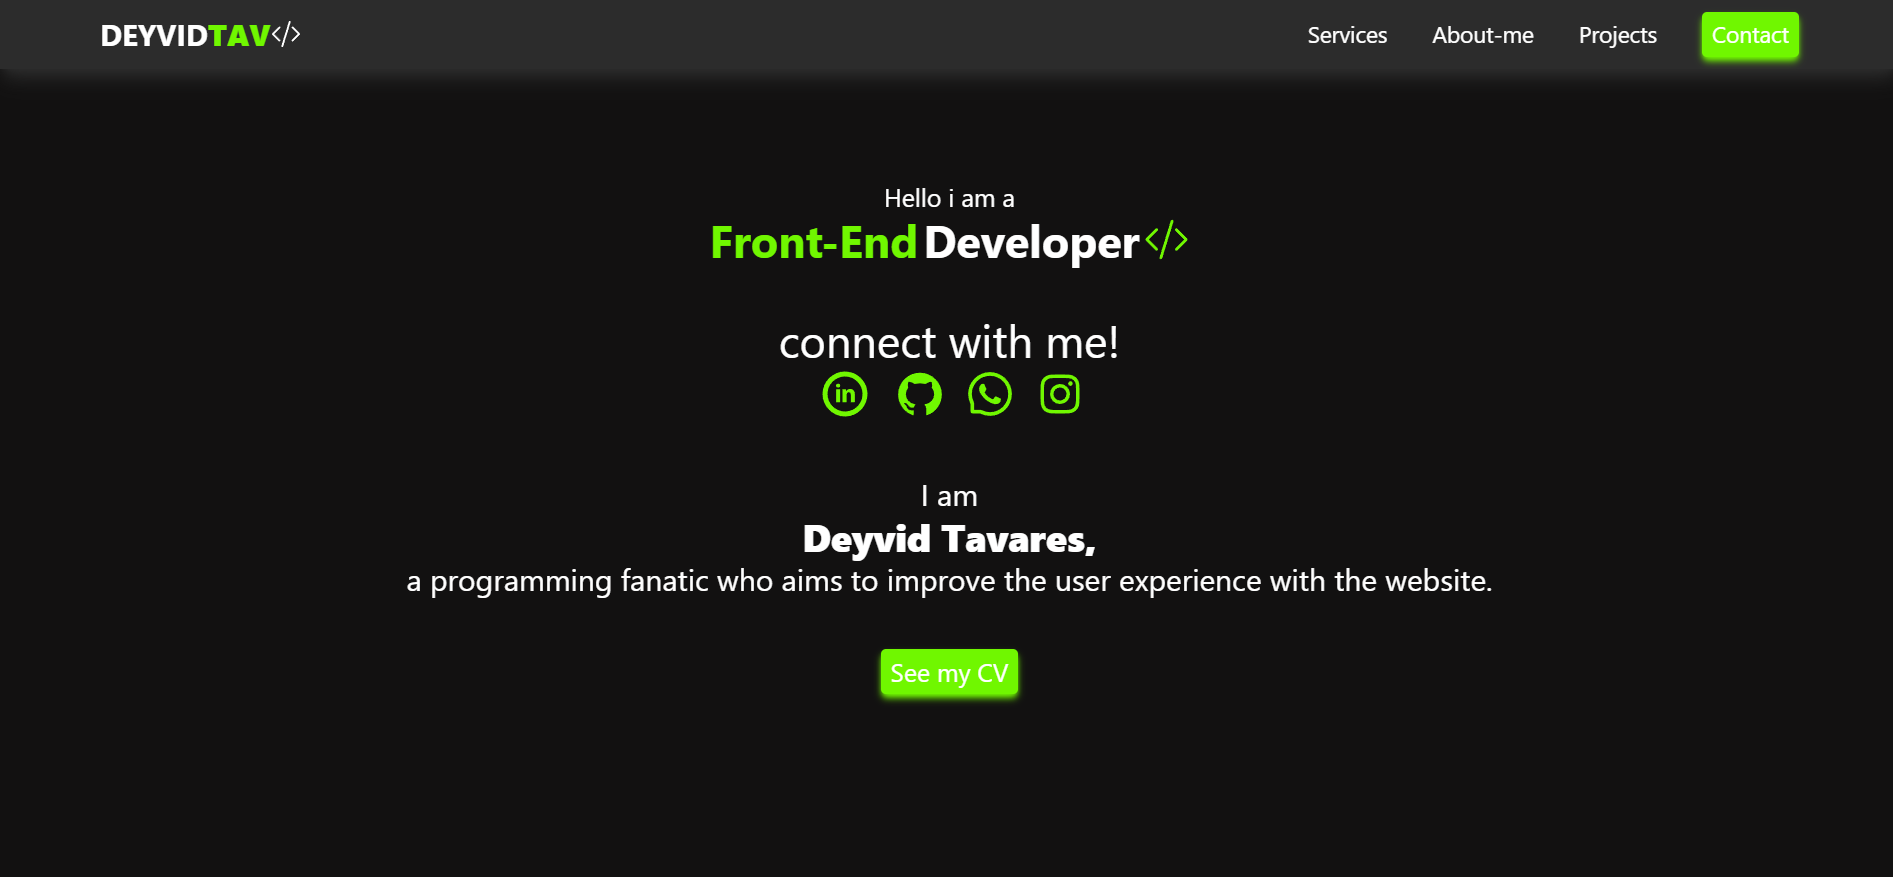 DEYVIDTAV</>
Services
About-me
Projects
Contact
Hello i am a
Front-End Developer</>
connect with me!
in
I am
Deyvid Tavares,
a programming fanatic who aims to improve the user experience with the website.
See my CV